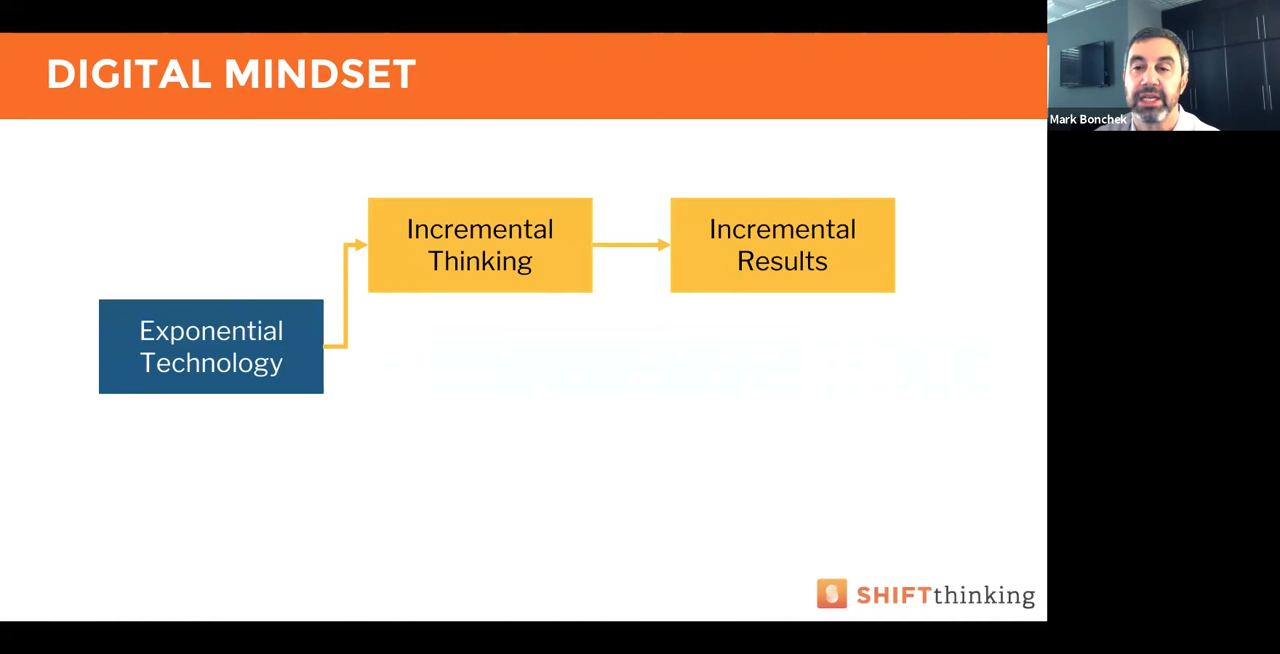 DIGITAL MINDSET
Mark Bonchek
Incremental
Thinking
Incremental
Results
Exponential
Technology
SHIFTthinking